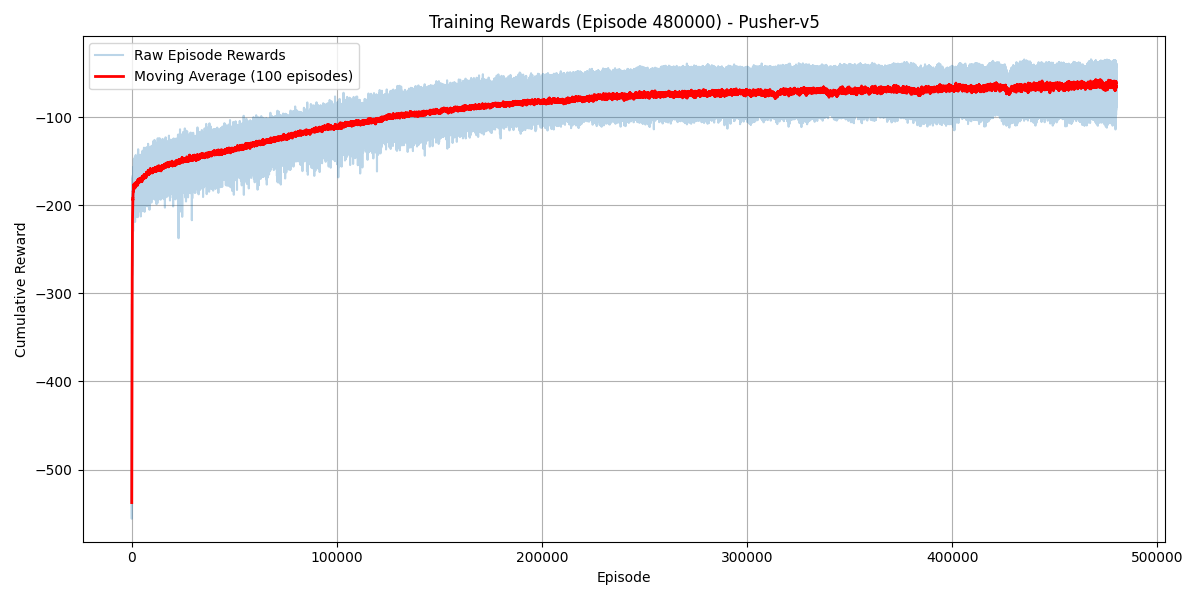 Training Rewards (Episode 480000) - Pusher-v5
Raw Episode Rewards
Moving Average (100 episodes)
−100
−200
−300
−400
−500
Cumulative Reward
0
100000
200000
300000
400000
500000
Episode